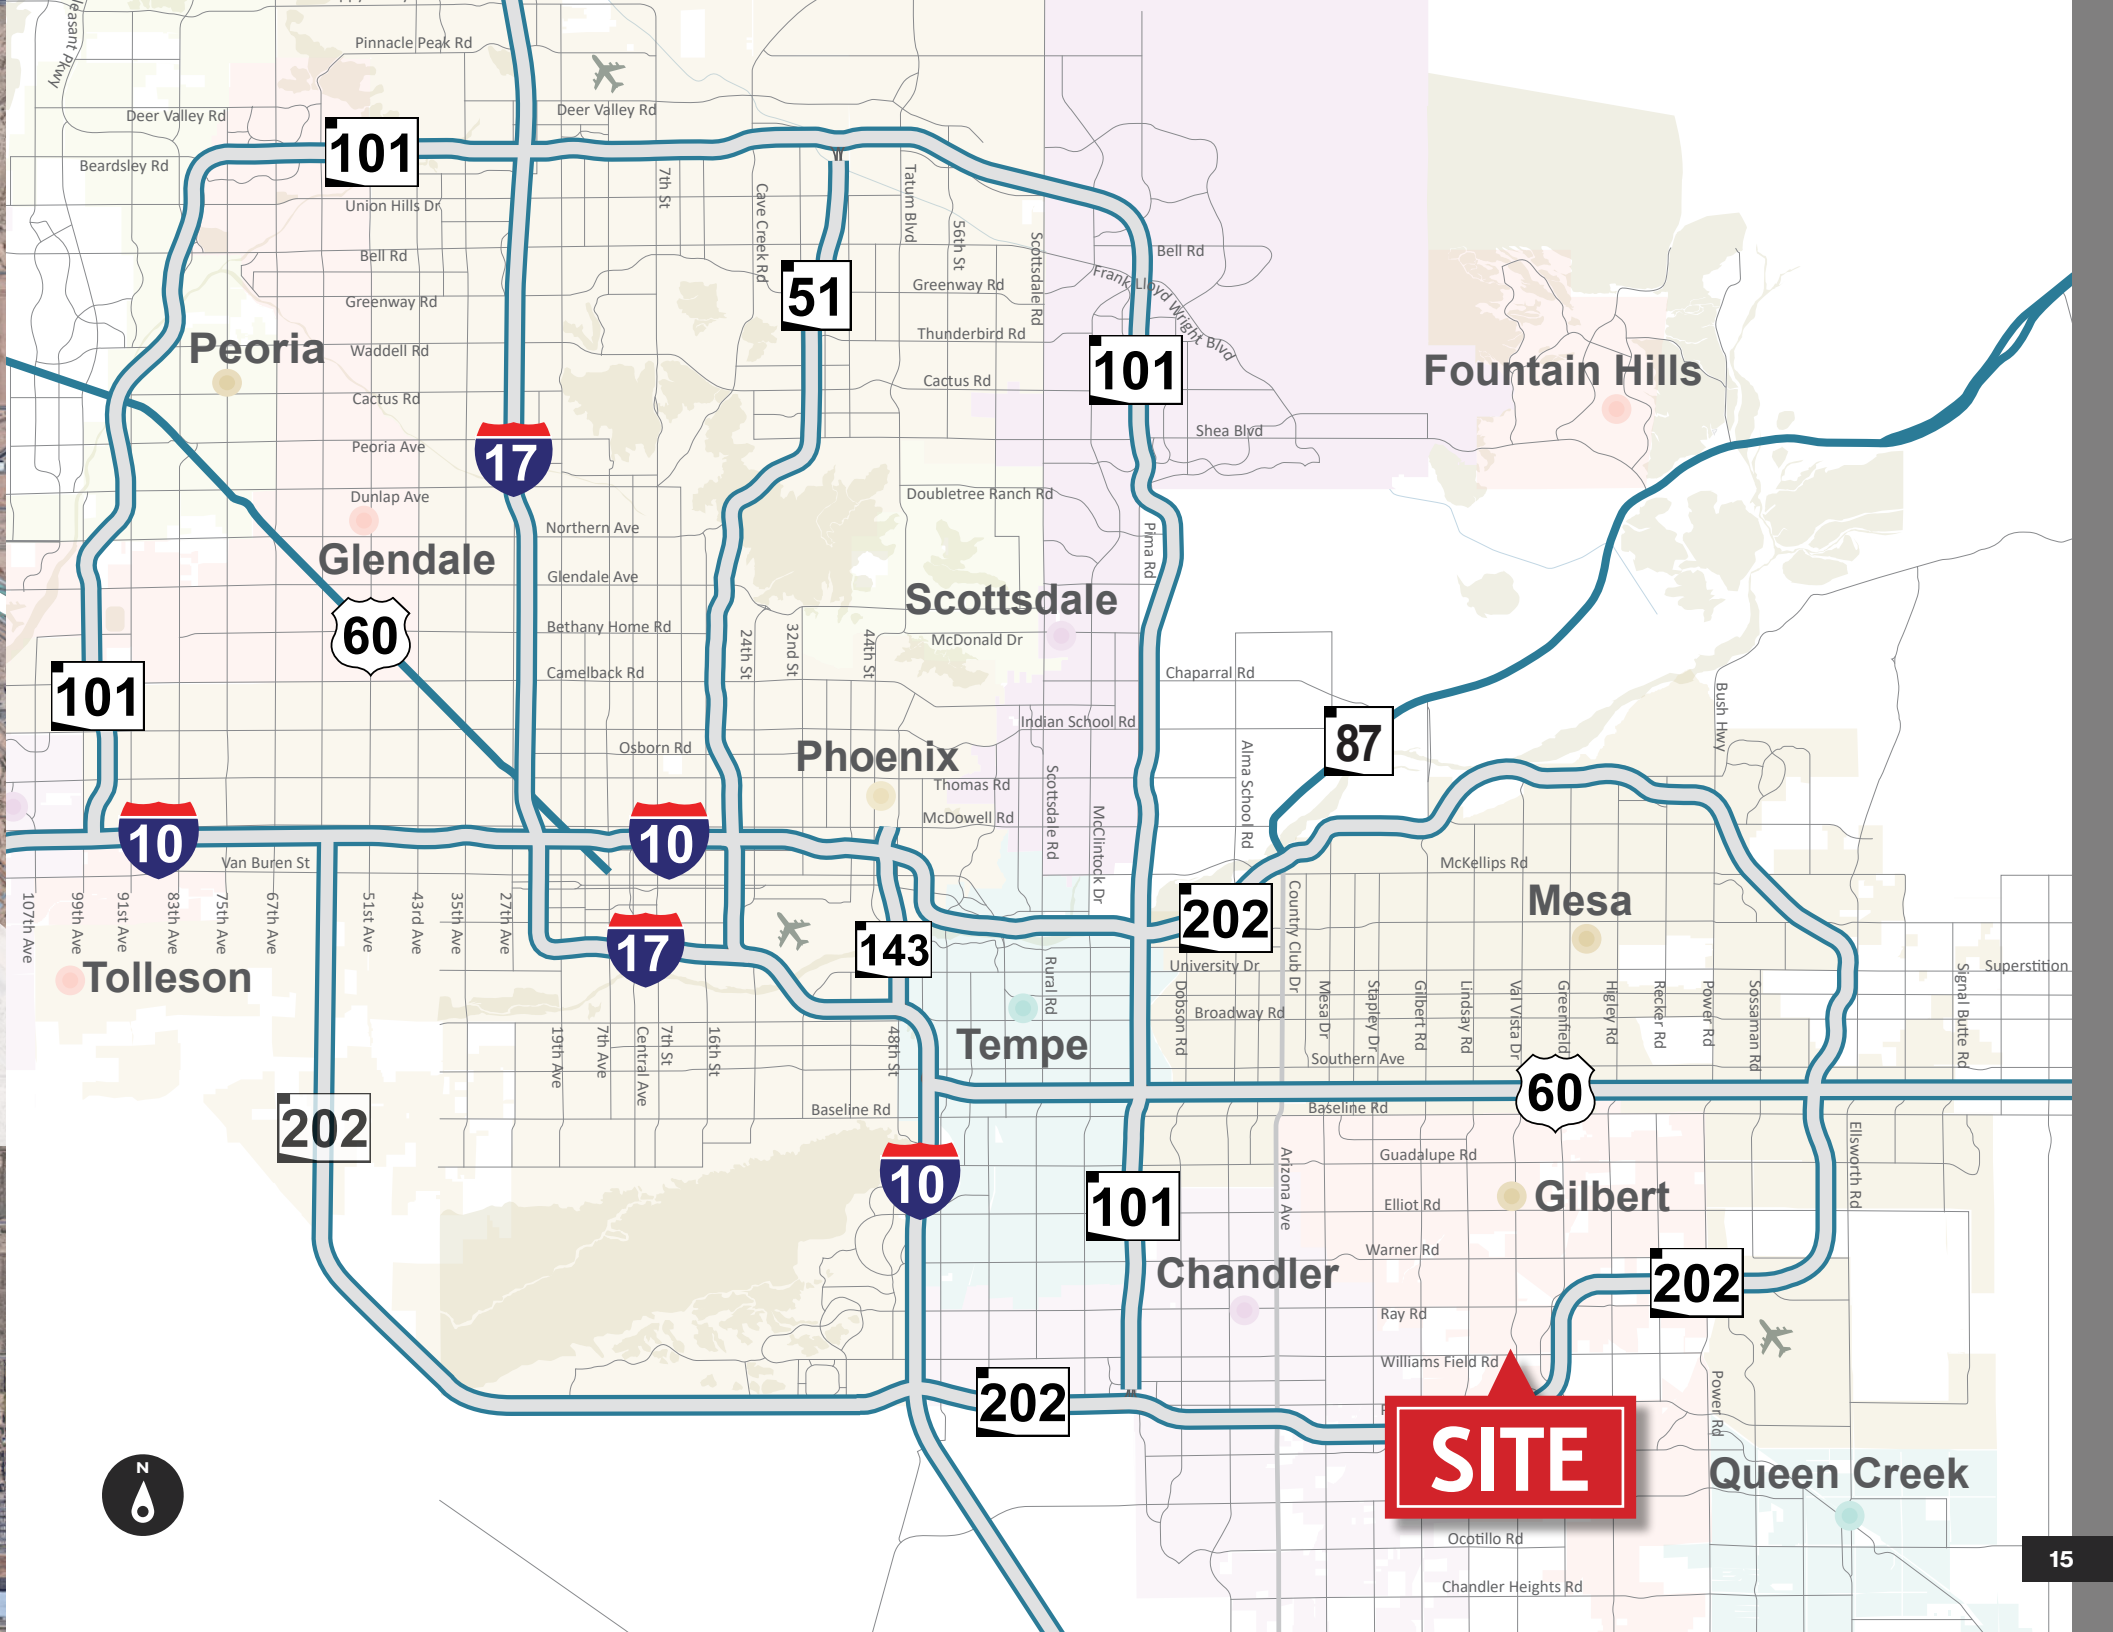 Pinnacle Peak Rd
Pleasant Pkwy
Deer Valley Rd
Deer Valley Rd
101
Beardsley Rd
7th St
Cave Creek Rd
Tatum Blvd
56th St
Scottsdale Rd
Union Hills Dr
Bell Rd
Bell Rd
Frank Lloyd Wright Blvd
51
Greenway Rd
Greenway Rd
Thunderbird Rd
Peoria
Waddell Rd
101
Fountain Hills
Cactus Rd
Cactus Rd
Shea Blvd
Peoria Ave
17
Dunlap Ave
Doubletree Ranch Rd
Northern Ave
Pima Rd
Glendale
Glendale Ave
Scottsdale
60
Bethany Home Rd
24th St
32nd St
44th St
McDonald Dr
Camelback Rd
Chaparral Rd
101
Indian School Rd
Bush Hwy
87
Osborn Rd
Phoenix
Thomas Rd
Scottsdale Rd
McClintock Dr
Alma School Rd
McDowell Rd
10
10
Van Buren St
McKellips Rd
107th Ave
99th Ave
91st Ave
83rd Ave
75th Ave
67th Ave
51st Ave
43rd Ave
35th Ave
27th Ave
Mesa
202
Country Club Dr
17
143
Tolleson
University Dr
Superstition
Rural Rd
Dobson Rd
Mesa Dr
Stapley Dr
Gilbert Rd
Lindsay Rd
Val Vista Dr
Greenfield
Higley Rd
Recker Rd
Power Rd
Sossaman Rd
Signal Butte Rd
Broadway Rd
Tempe
19th Ave
7th Ave
Central Ave
7th St
16th St
48th St
Southern Ave
60
Baseline Rd
Baseline Rd
202
Ellsworth Rd
Guadalupe Rd
Arizona Ave
10
101
Elliot Rd
Gilbert
Warner Rd
Chandler
202
Ray Rd
Williams Field Rd
Power Rd
202
SITE
Queen Creek
N
Ocotillo Rd
15
Chandler Heights Rd